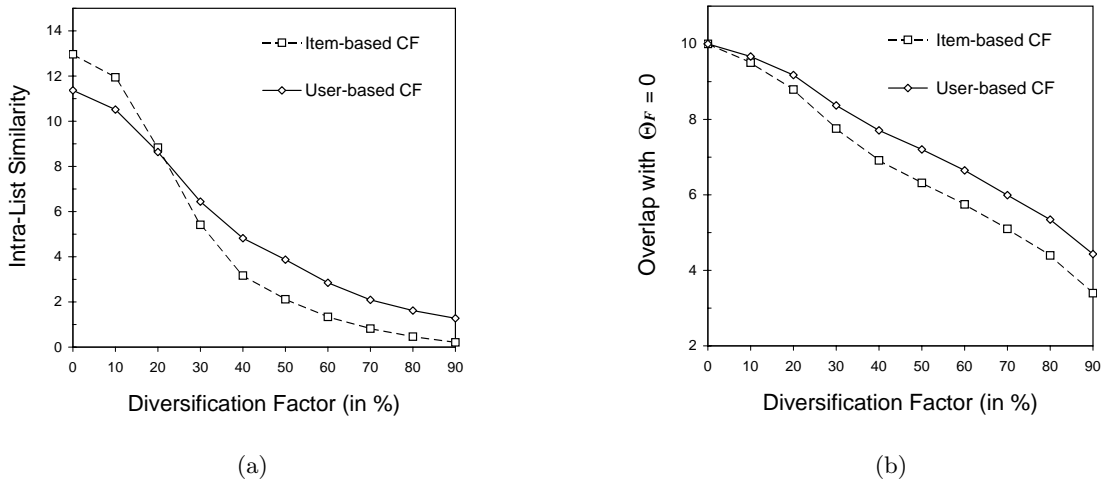 14
12
10
8
6
4
2
0
Intra-List Similarity
Item-based CF
User-based CF
0 10 20 30 40 50 60 70 80 90
Diversification Factor (in %)
(a)
10
8
6
4
2
Overlap with ΘF = 0
Item-based CF
User-based CF
0 10 20 30 40 50 60 70 80 90
Diversification Factor (in %)
(b)